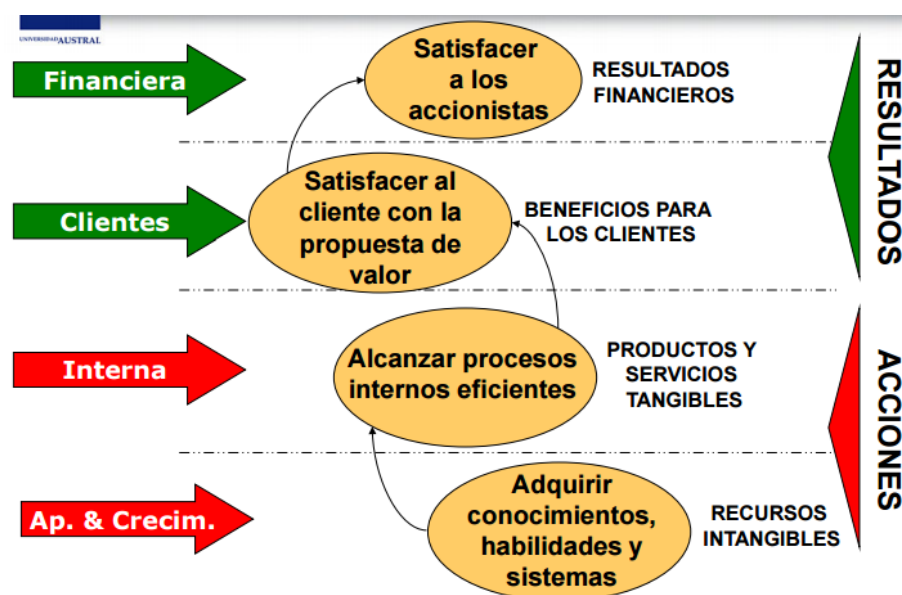 UNIVERSIDAD AUSTRAL
Financiera
Satisfacer
a los
accionistas
RESULTADOS
FINANCIEROS
Clientes
Satisfacer al
cliente con la
propuesta de
valor
BENEFICIOS PARA
LOS CLIENTES
RESULTADOS
Interna
Alcanzar procesos
internos eficientes
PRODUCTOS Y
SERVICIOS
TANGIBLES
Ap. & Crecim.
Adquirir
conocimientos,
habilidades y
sistemas
RECURSOS
INTANGIBLES
ACCIONES